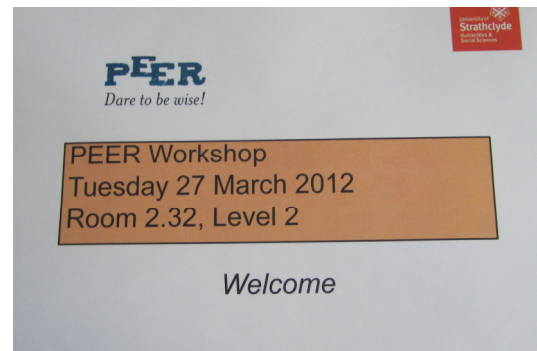 University of
Strathclyde
Humanities &
Social Sciences
PEER
Dare to be wise!
PEER Workshop
Tuesday 27 March 2012
Room 2.32, Level 2
Welcome